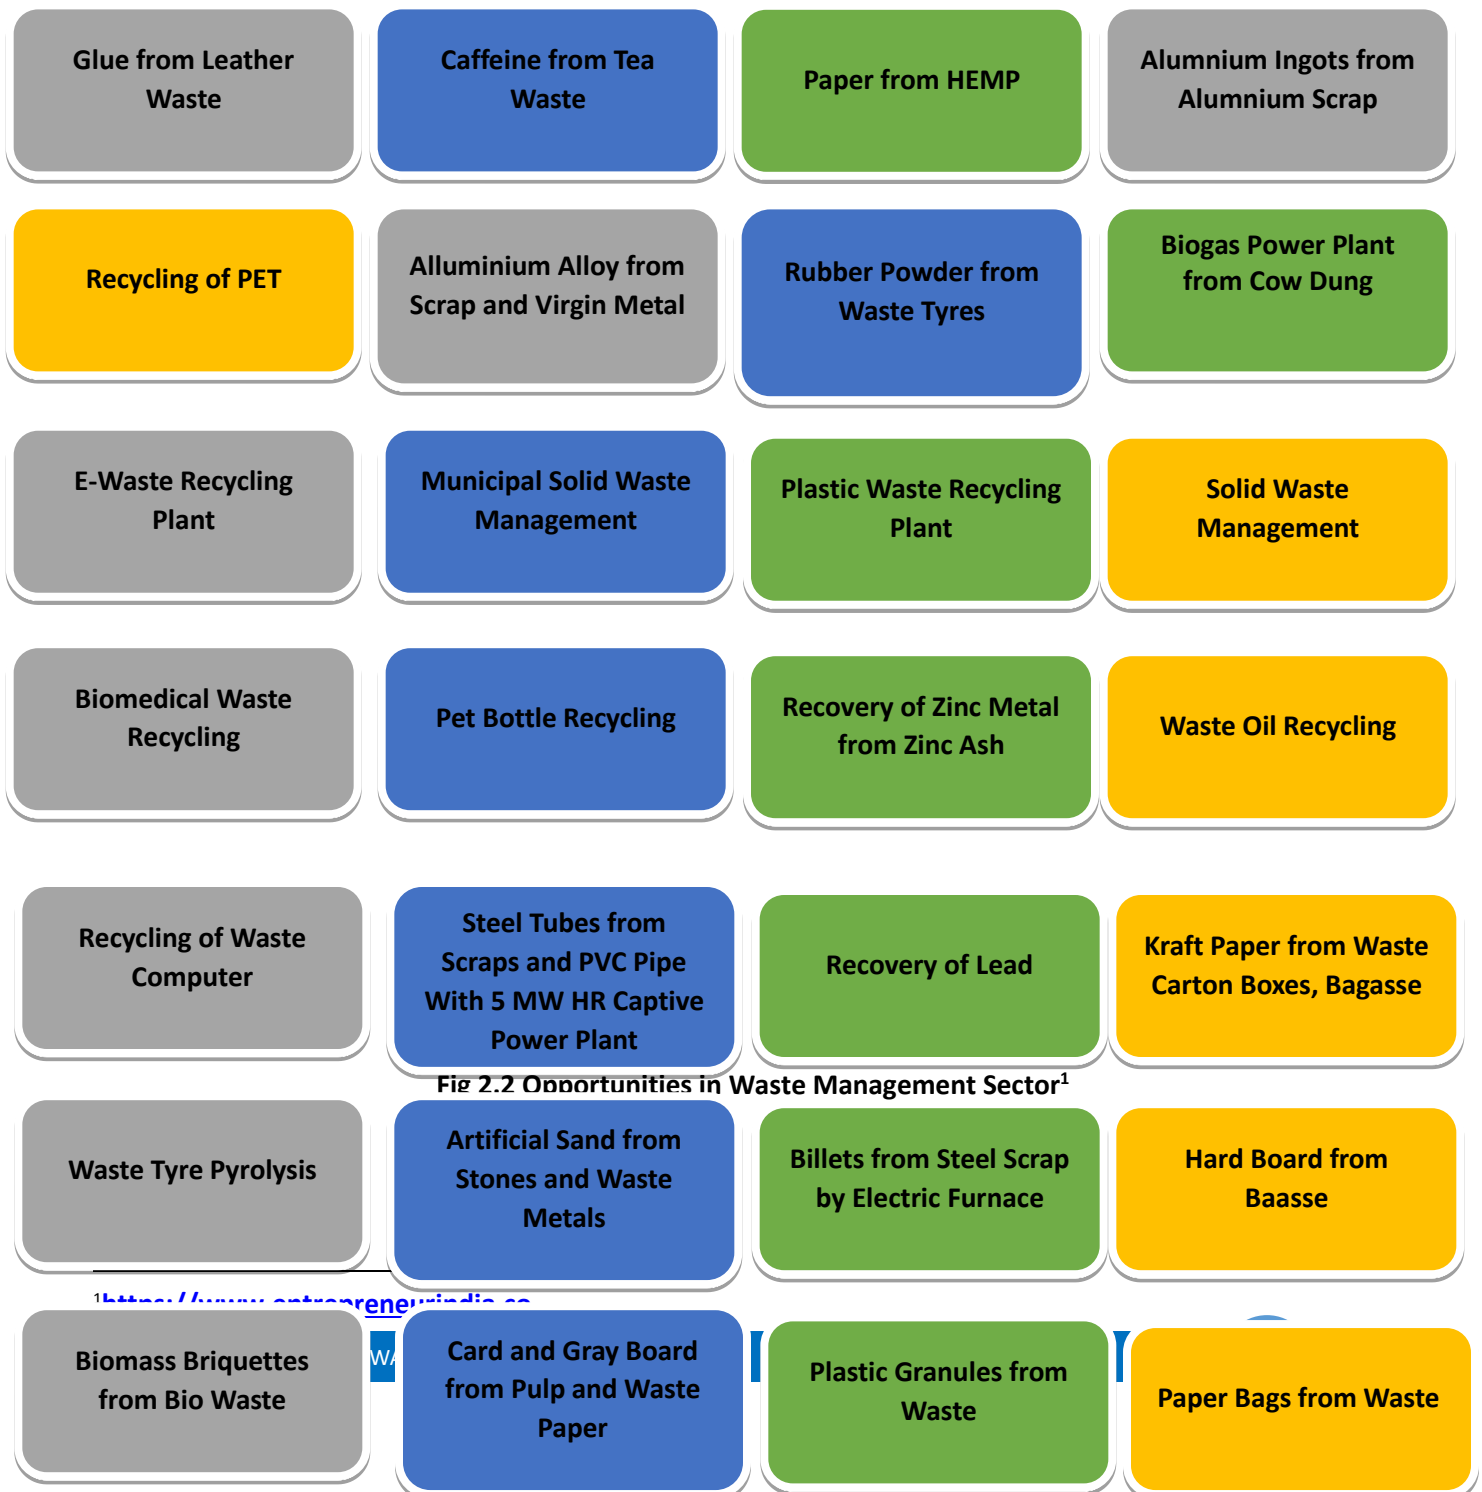 Glue from Leather
Waste
Caffeine from Tea
Waste
Paper from HEMP
Alumnium Ingots from
Alumnium Scrap
Recycling of PET
Alluminium Alloy from
Scrap and Virgin Metal
Rubber Powder from
Waste Tyres
Biogas Power Plant
from Cow Dung
E-Waste Recycling
Plant
Municipal Solid Waste
Management
Plastic Waste Recycling
Plant
Solid Waste
Management
Biomedical Waste
Recycling
Pet Bottle Recycling
Recovery of Zinc Metal
from Zinc Ash
Waste Oil Recycling
Recycling of Waste
Computer
Steel Tubes from
Scraps and PVC Pipe
With 5 MW HR Captive
Power Plant
Recovery of Lead
Kraft Paper from Waste
Carton Boxes, Bagasse
Fig 2.2 Opportunities in Waste Management Sector1
Waste Tyre Pyrolysis
Artificial Sand from
Stones and Waste
Metals
Billets from Steel Scrap
by Electric Furnace
Hard Board from
Baasse
1https://www.entrepreneurindia.co
Biomass Briquettes
from Bio Waste
Card and Gray Board
from Pulp and Waste
Paper
Plastic Granules from
Waste
Paper Bags from Waste